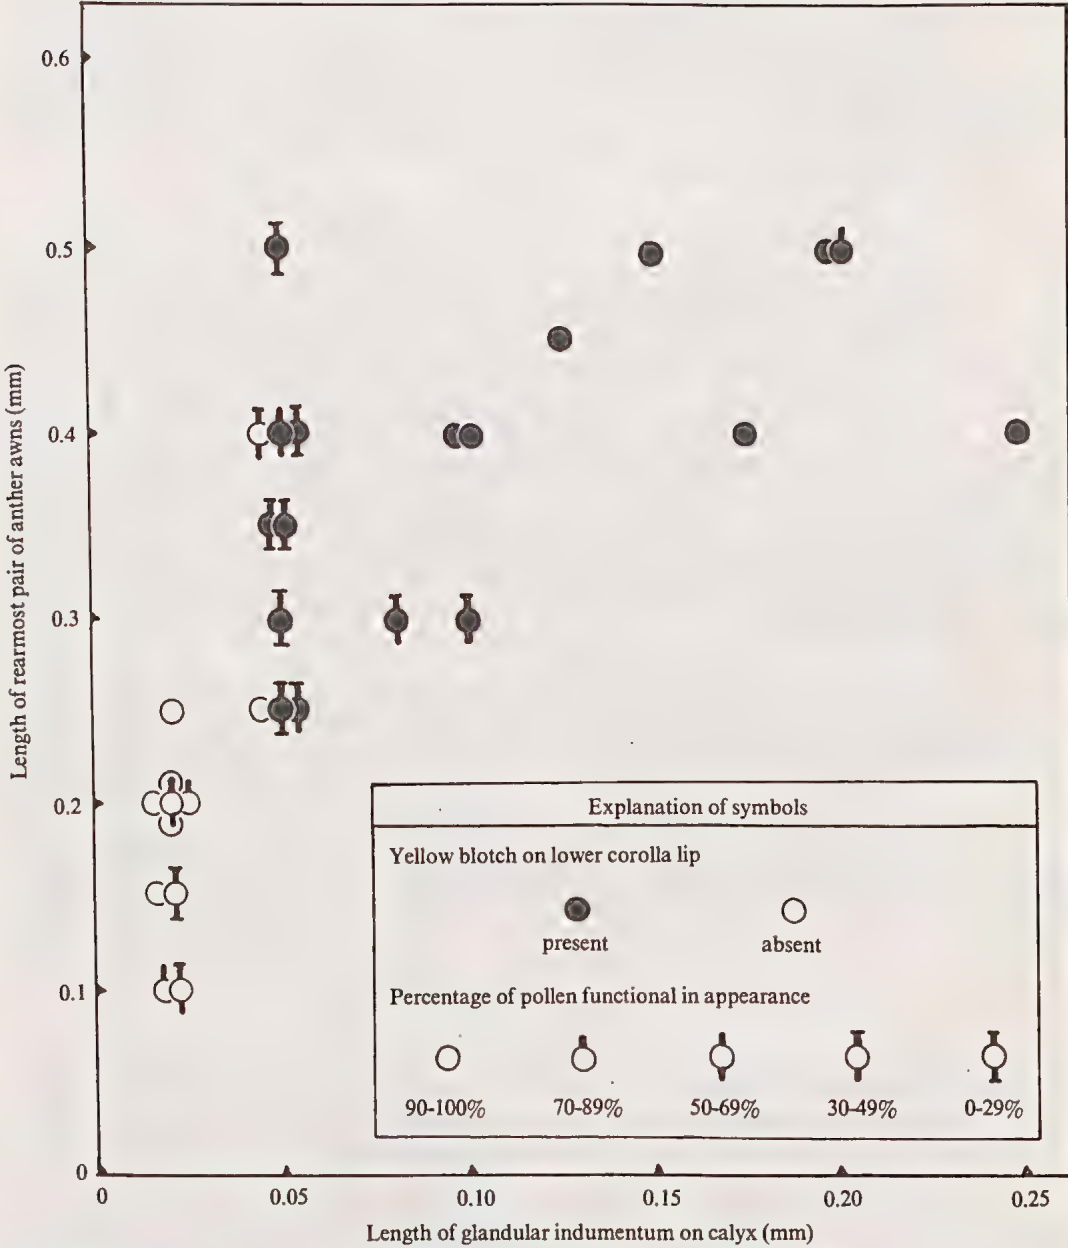 0.6
0.5
0.4
0.3
0.2
0.1
0
Length of rearmost pair of anther awns (mm)
Explanation of symbols
Yellow blotch on lower corolla lip
present absent
Percentage of pollen functional in appearance
90-100% 70-89% 50-69% 30-49% 0-29%
0 0.05 0.10 0.15 0.20 0.25
Length of glandular indumentum on calyx (mm)